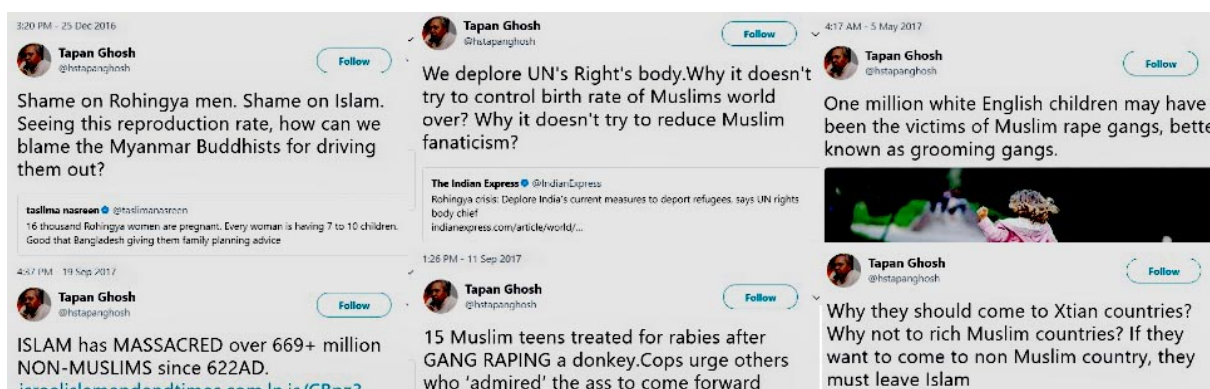 3:20 PM - 25 Dec 2016
Tapan Ghosh
@hstapanghosh
Follow
Shame on Rohingya men. Shame on Islam.
Seeing this reproduction rate, how can we
blame the Myanmar Buddhists for driving
them out?
taslima nasreen @taslimanasreen
16 thousand Rohingya women are pregnant. Every woman is having 7 to 10 children.
Good that Bangladesh giving them family planning advice
Tapan Ghosh
@hstapanghosh
Follow
We deplore UN's Right's body.Why it doesn't
try to control birth rate of Muslims world
over? Why it doesn't try to reduce Muslim
fanaticism?
The Indian Express @IndianExpress
Rohingya crisis: Deplore India's current measures to deport refugees, says UN rights
body chief
indianexpress.com/article/world/...
4:17 AM - 5 May 2017
Tapan Ghosh
@hstapanghosh
Follow
One million white English children may have
been the victims of Muslim rape gangs, bette
known as grooming gangs.
4:37 PM - 19 Sep 2017
Tapan Ghosh
@hstapanghosh
Follow
ISLAM has MASSACRED over 669+ million
NON-MUSLIMS since 622AD.
1:26 PM - 11 Sep 2017
Tapan Ghosh
@hstapanghosh
Follow
15 Muslim teens treated for rabies after
GANG RAPING a donkey.Cops urge others
who 'admired' the ass to come forward
Tapan Ghosh
@hstapanghosh
Follow
Why they should come to Xtian countries?
Why not to rich Muslim countries? If they
want to come to non Muslim country, they
must leave Islam